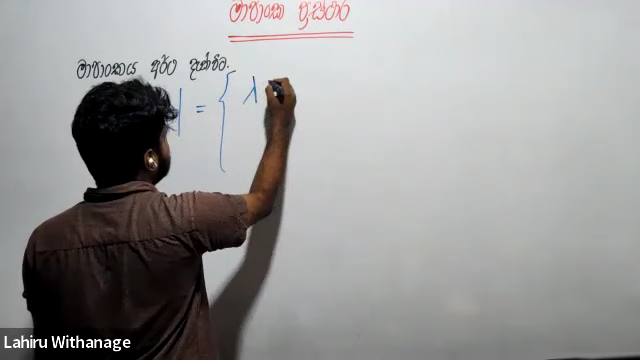 මාපාංක ප්‍රස්ථාර
මාපාංකය අර්ථ දැක්වීම.
| = { λ
Lahiru Withanage